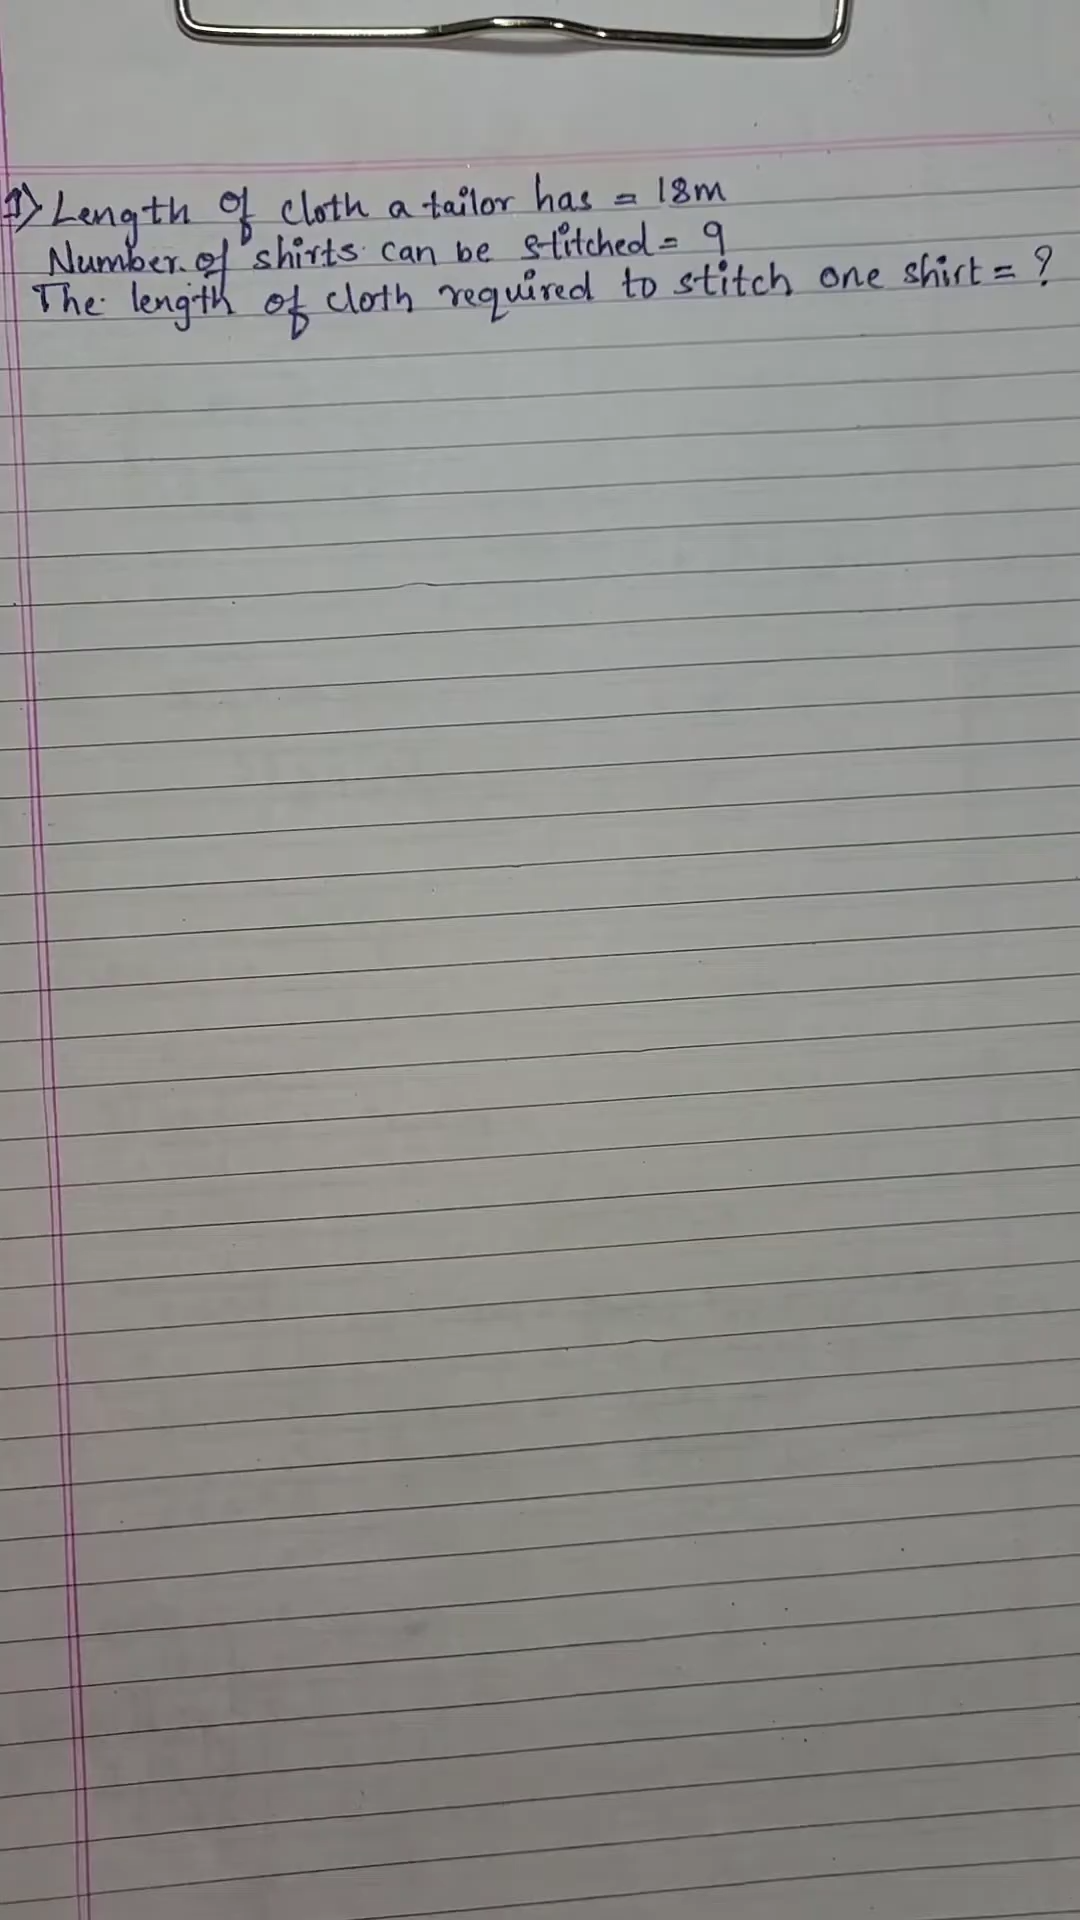 1) Length of cloth a tailor has = 18m
Number of shirts can be stitched = 9
The length of cloth required to stitch one shirt = ?